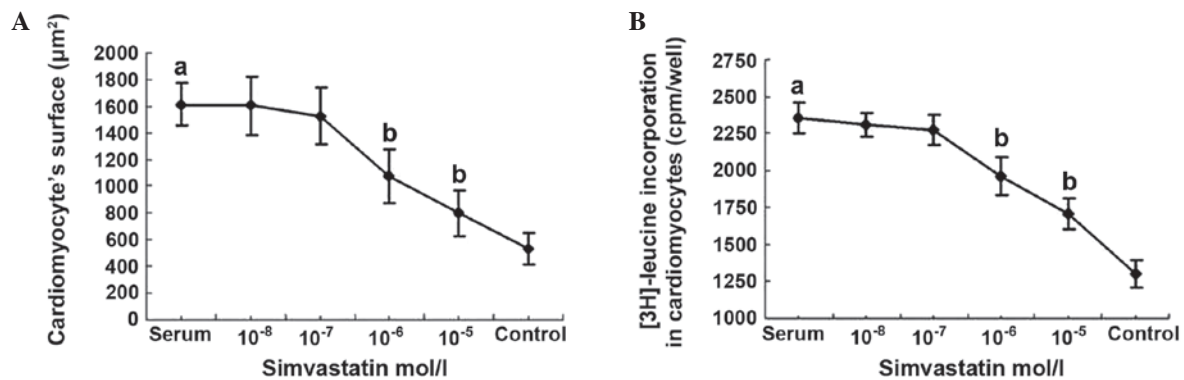 A
Cardiomyocyte's surface (µm²)
2000
1800
1600
1400
1200
1000
800
600
400
200
0
a
b
b
Serum 10⁻⁸ 10⁻⁷ 10⁻⁶ 10⁻⁵ Control
Simvastatin mol/l
B
[3H]-leucine incorporation
in cardiomyocytes (cpm/well)
2750
2500
2250
2000
1750
1500
1250
1000
a
b
b
Serum 10⁻⁸ 10⁻⁷ 10⁻⁶ 10⁻⁵ Control
Simvastatin mol/l